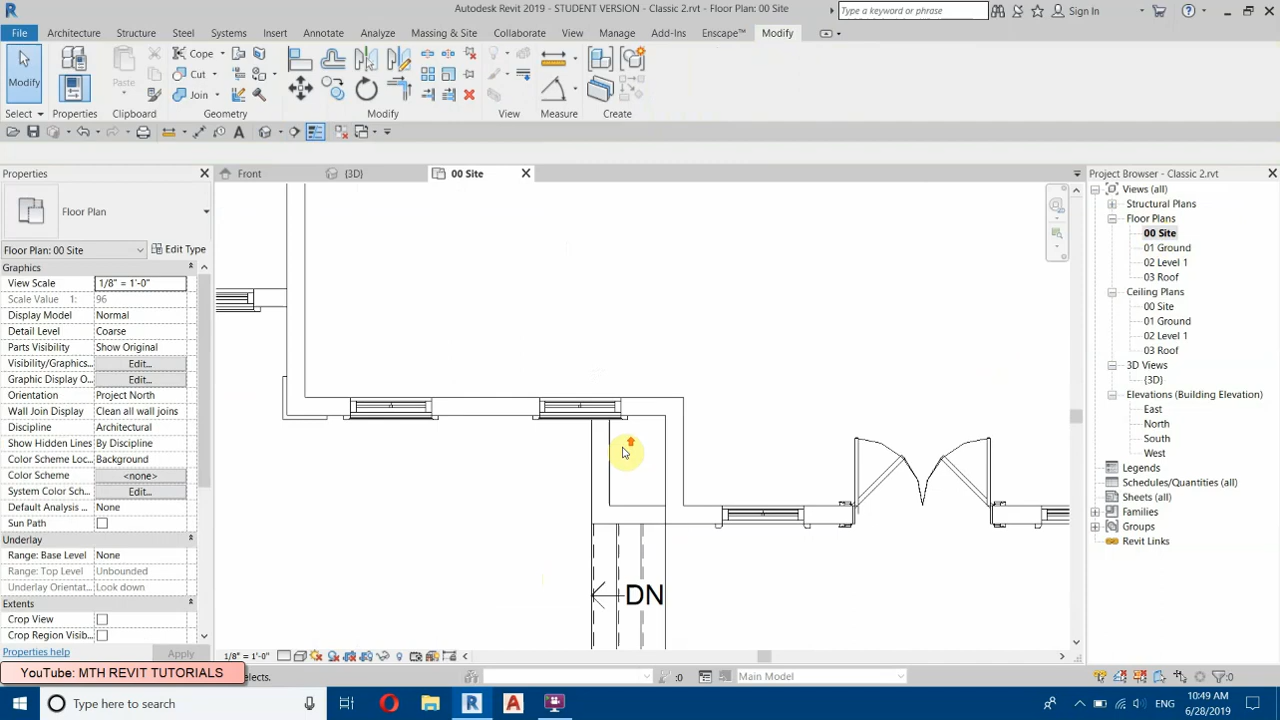 Autodesk Revit 2019 - STUDENT VERSION - Classic 2.rvt - Floor Plan: 00 Site
Type a keyword or phrase
Sign In
File Architecture Structure Steel Systems Insert Annotate Analyze Massing & Site Collaborate View Manage Add-Ins Enscape™ Modify
Modify
Paste
Cope
Cut
Join
Select Properties Clipboard Geometry Modify View Measure Create
Properties
Front
{3D}
00 Site
Project Browser - Classic 2.rvt
Floor Plan
Floor Plan: 00 Site
Edit Type
Graphics
View Scale 1/8" = 1'-0"
Scale Value 1: 96
Display Model Normal
Detail Level Coarse
Parts Visibility Show Original
Visibility/Graphics... Edit...
Graphic Display O... Edit...
Orientation Project North
Wall Join Display Clean all wall joins
Discipline Architectural
Show Hidden Lines By Discipline
Color Scheme Loc... Background
Color Scheme <none>
System Color Sch... Edit...
Default Analysis ... None
Sun Path
Underlay
Range: Base Level None
Range: Top Level Unbounded
Underlay Orientat... Look down
Extents
Crop View
Crop Region Visib...
Properties help
Apply
DN
Views (all)
Structural Plans
Floor Plans
00 Site
01 Ground
02 Level 1
03 Roof
Ceiling Plans
00 Site
01 Ground
02 Level 1
03 Roof
3D Views
{3D}
Elevations (Building Elevation)
East
North
South
West
Legends
Schedules/Quantities (all)
Sheets (all)
Families
Groups
Revit Links
1/8" = 1'-0"
YouTube: MTH REVIT TUTORIALS
selects.
:0
Main Model
:0
Type here to search
ENG
10:49 AM
6/28/2019